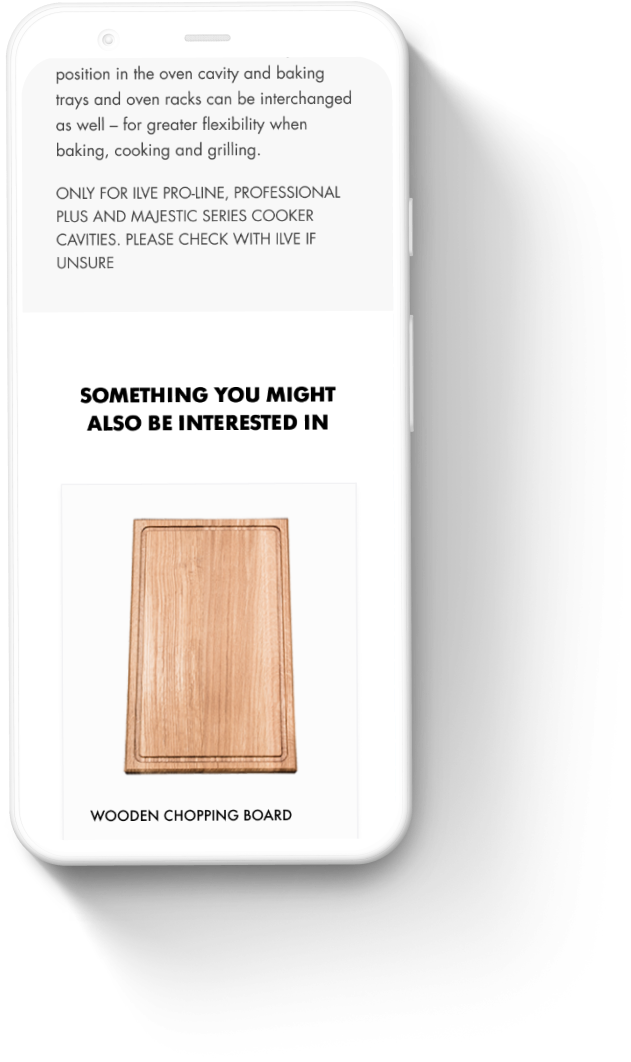 position in the oven cavity and baking
trays and oven racks can be interchanged
as well – for greater flexibility when
baking, cooking and grilling.
ONLY FOR ILVE PRO-LINE, PROFESSIONAL
PLUS AND MAJESTIC SERIES COOKER
CAVITIES. PLEASE CHECK WITH ILVE IF
UNSURE
SOMETHING YOU MIGHT
ALSO BE INTERESTED IN
WOODEN CHOPPING BOARD